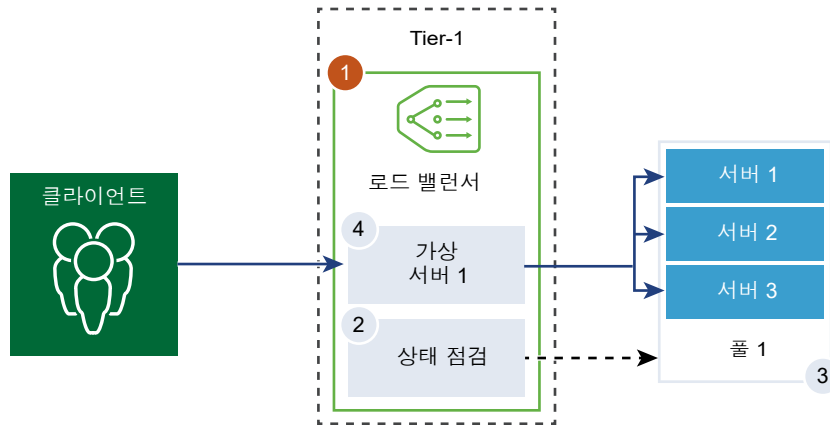 Tier-1
1
로드 밸런서
클라이언트
4
가상
서버 1
2
상태 점검
서버 1
서버 2
서버 3
풀 1
3